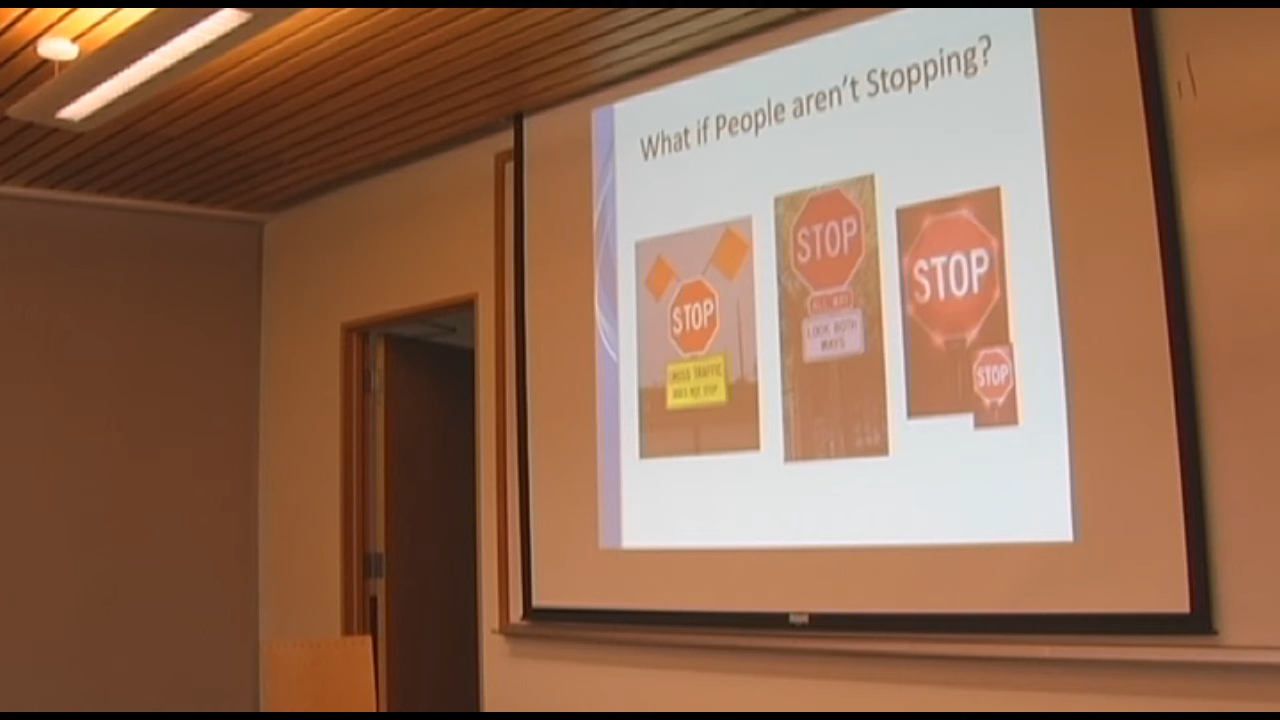 What if People aren't Stopping?
STOP
CROSS TRAFFIC
DOES NOT STOP
STOP
ALL WAY
LOOK BOTH
WAYS
STOP
STOP